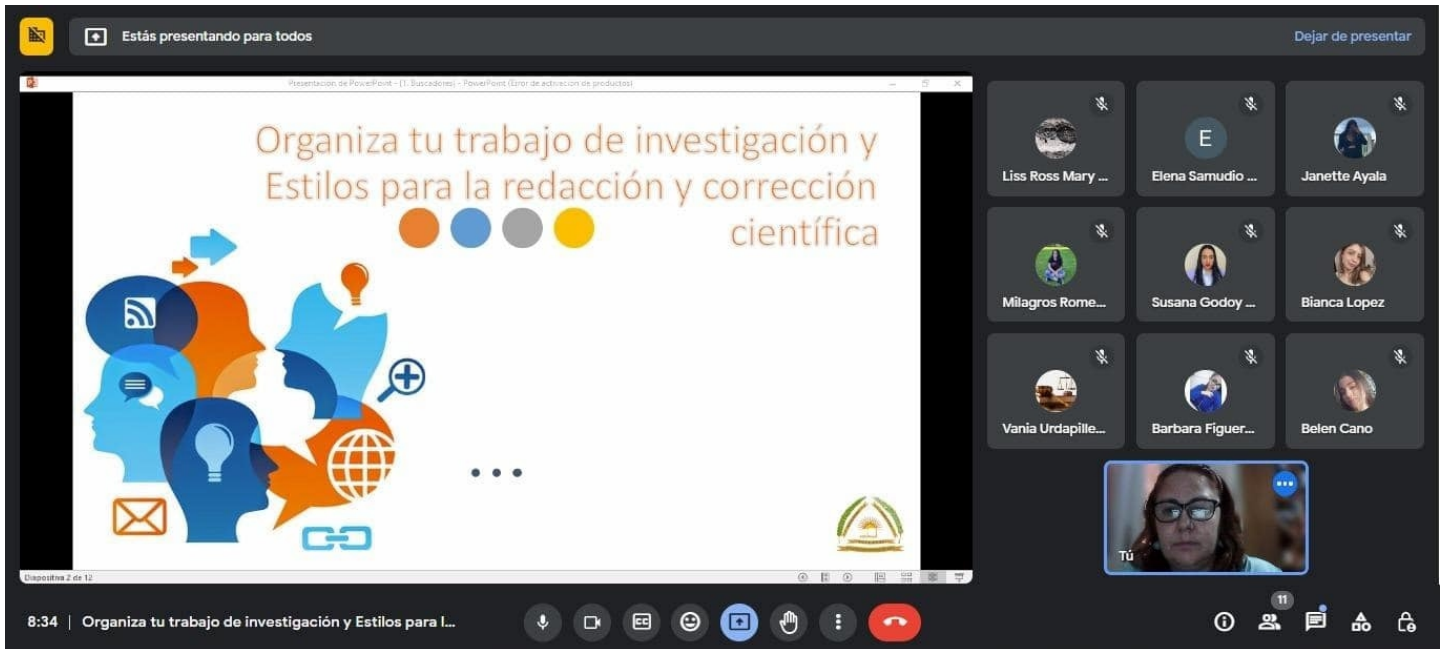 Estás presentando para todos
Dejar de presentar
Presentación de PowerPoint - [1. Buscadores] - PowerPoint (Error de activación de productos)
Organiza tu trabajo de investigación y
Estilos para la redacción y corrección
científica
...
Diapositiva 2 de 12
Liss Ross Mary ...
E
Elena Samudio ...
Janette Ayala
Milagros Rome...
Susana Godoy ...
Bianca Lopez
Vania Urdapille...
Barbara Figuer...
Belen Cano
Tú
8:34 | Organiza tu trabajo de investigación y Estilos para l...
CC
11